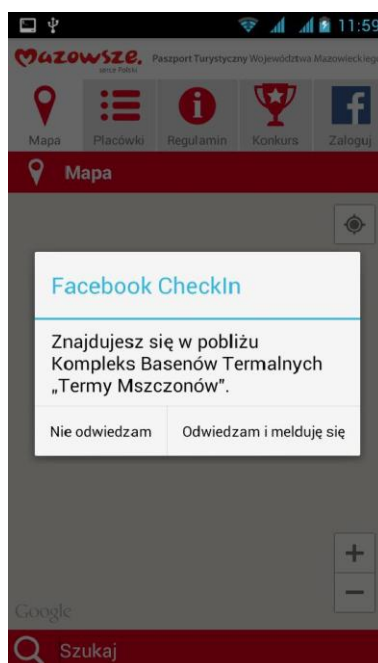 11:59
Mazowsze.
serce Polski
Paszport Turystyczny Województwa Mazowieckiego
Mapa
Placówki
Regulamin
Konkurs
Zaloguj
Mapa
Facebook CheckIn
Znajdujesz się w pobliżu
Kompleks Basenów Termalnych
„Termy Mszczonów”.
Nie odwiedzam
Odwiedzam i melduję się
+
−
Google
Szukaj